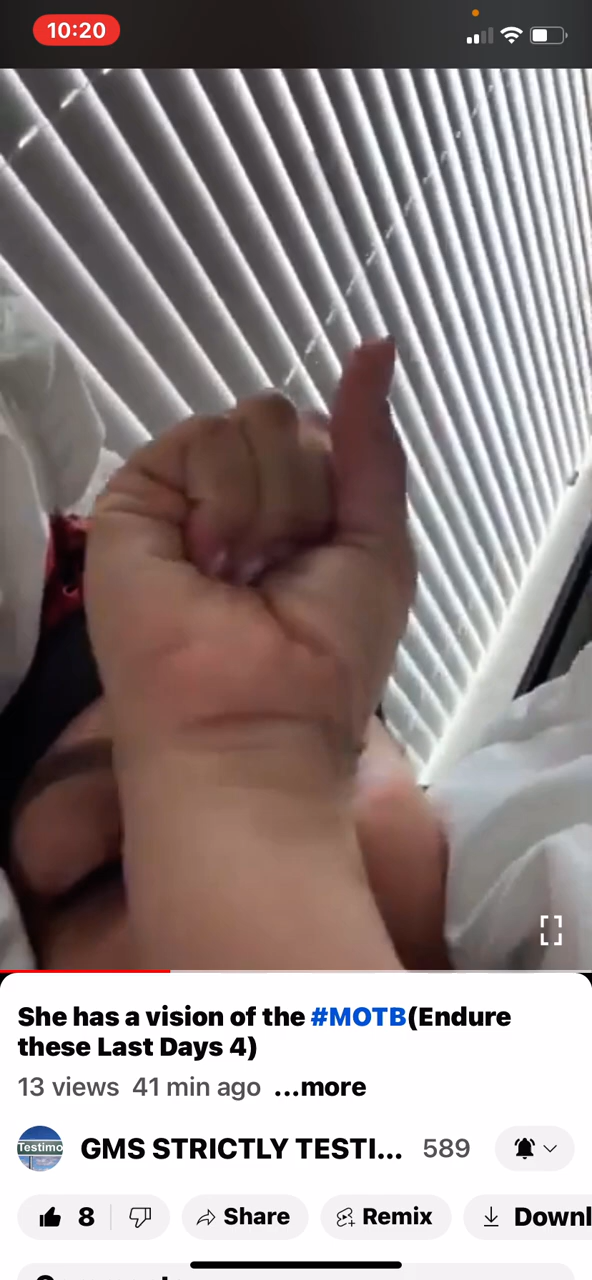 10:20
She has a vision of the #MOTB(Endure
these Last Days 4)
13 views 41 min ago ...more
Testimo
GMS STRICTLY TESTI... 589
8 Share Remix Downl